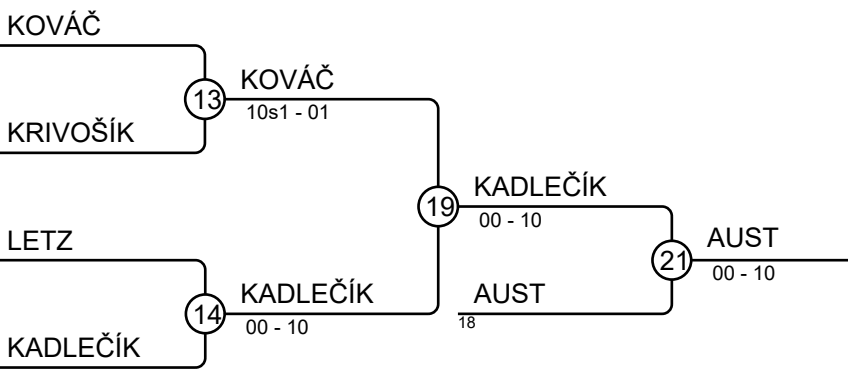 KOVÁČ
KRIVOŠÍK
13
KOVÁČ
10s1 - 01
LETZ
KADLEČÍK
14
KADLEČÍK
00 - 10
19
KADLEČÍK
00 - 10
AUST
18
21
AUST
00 - 10